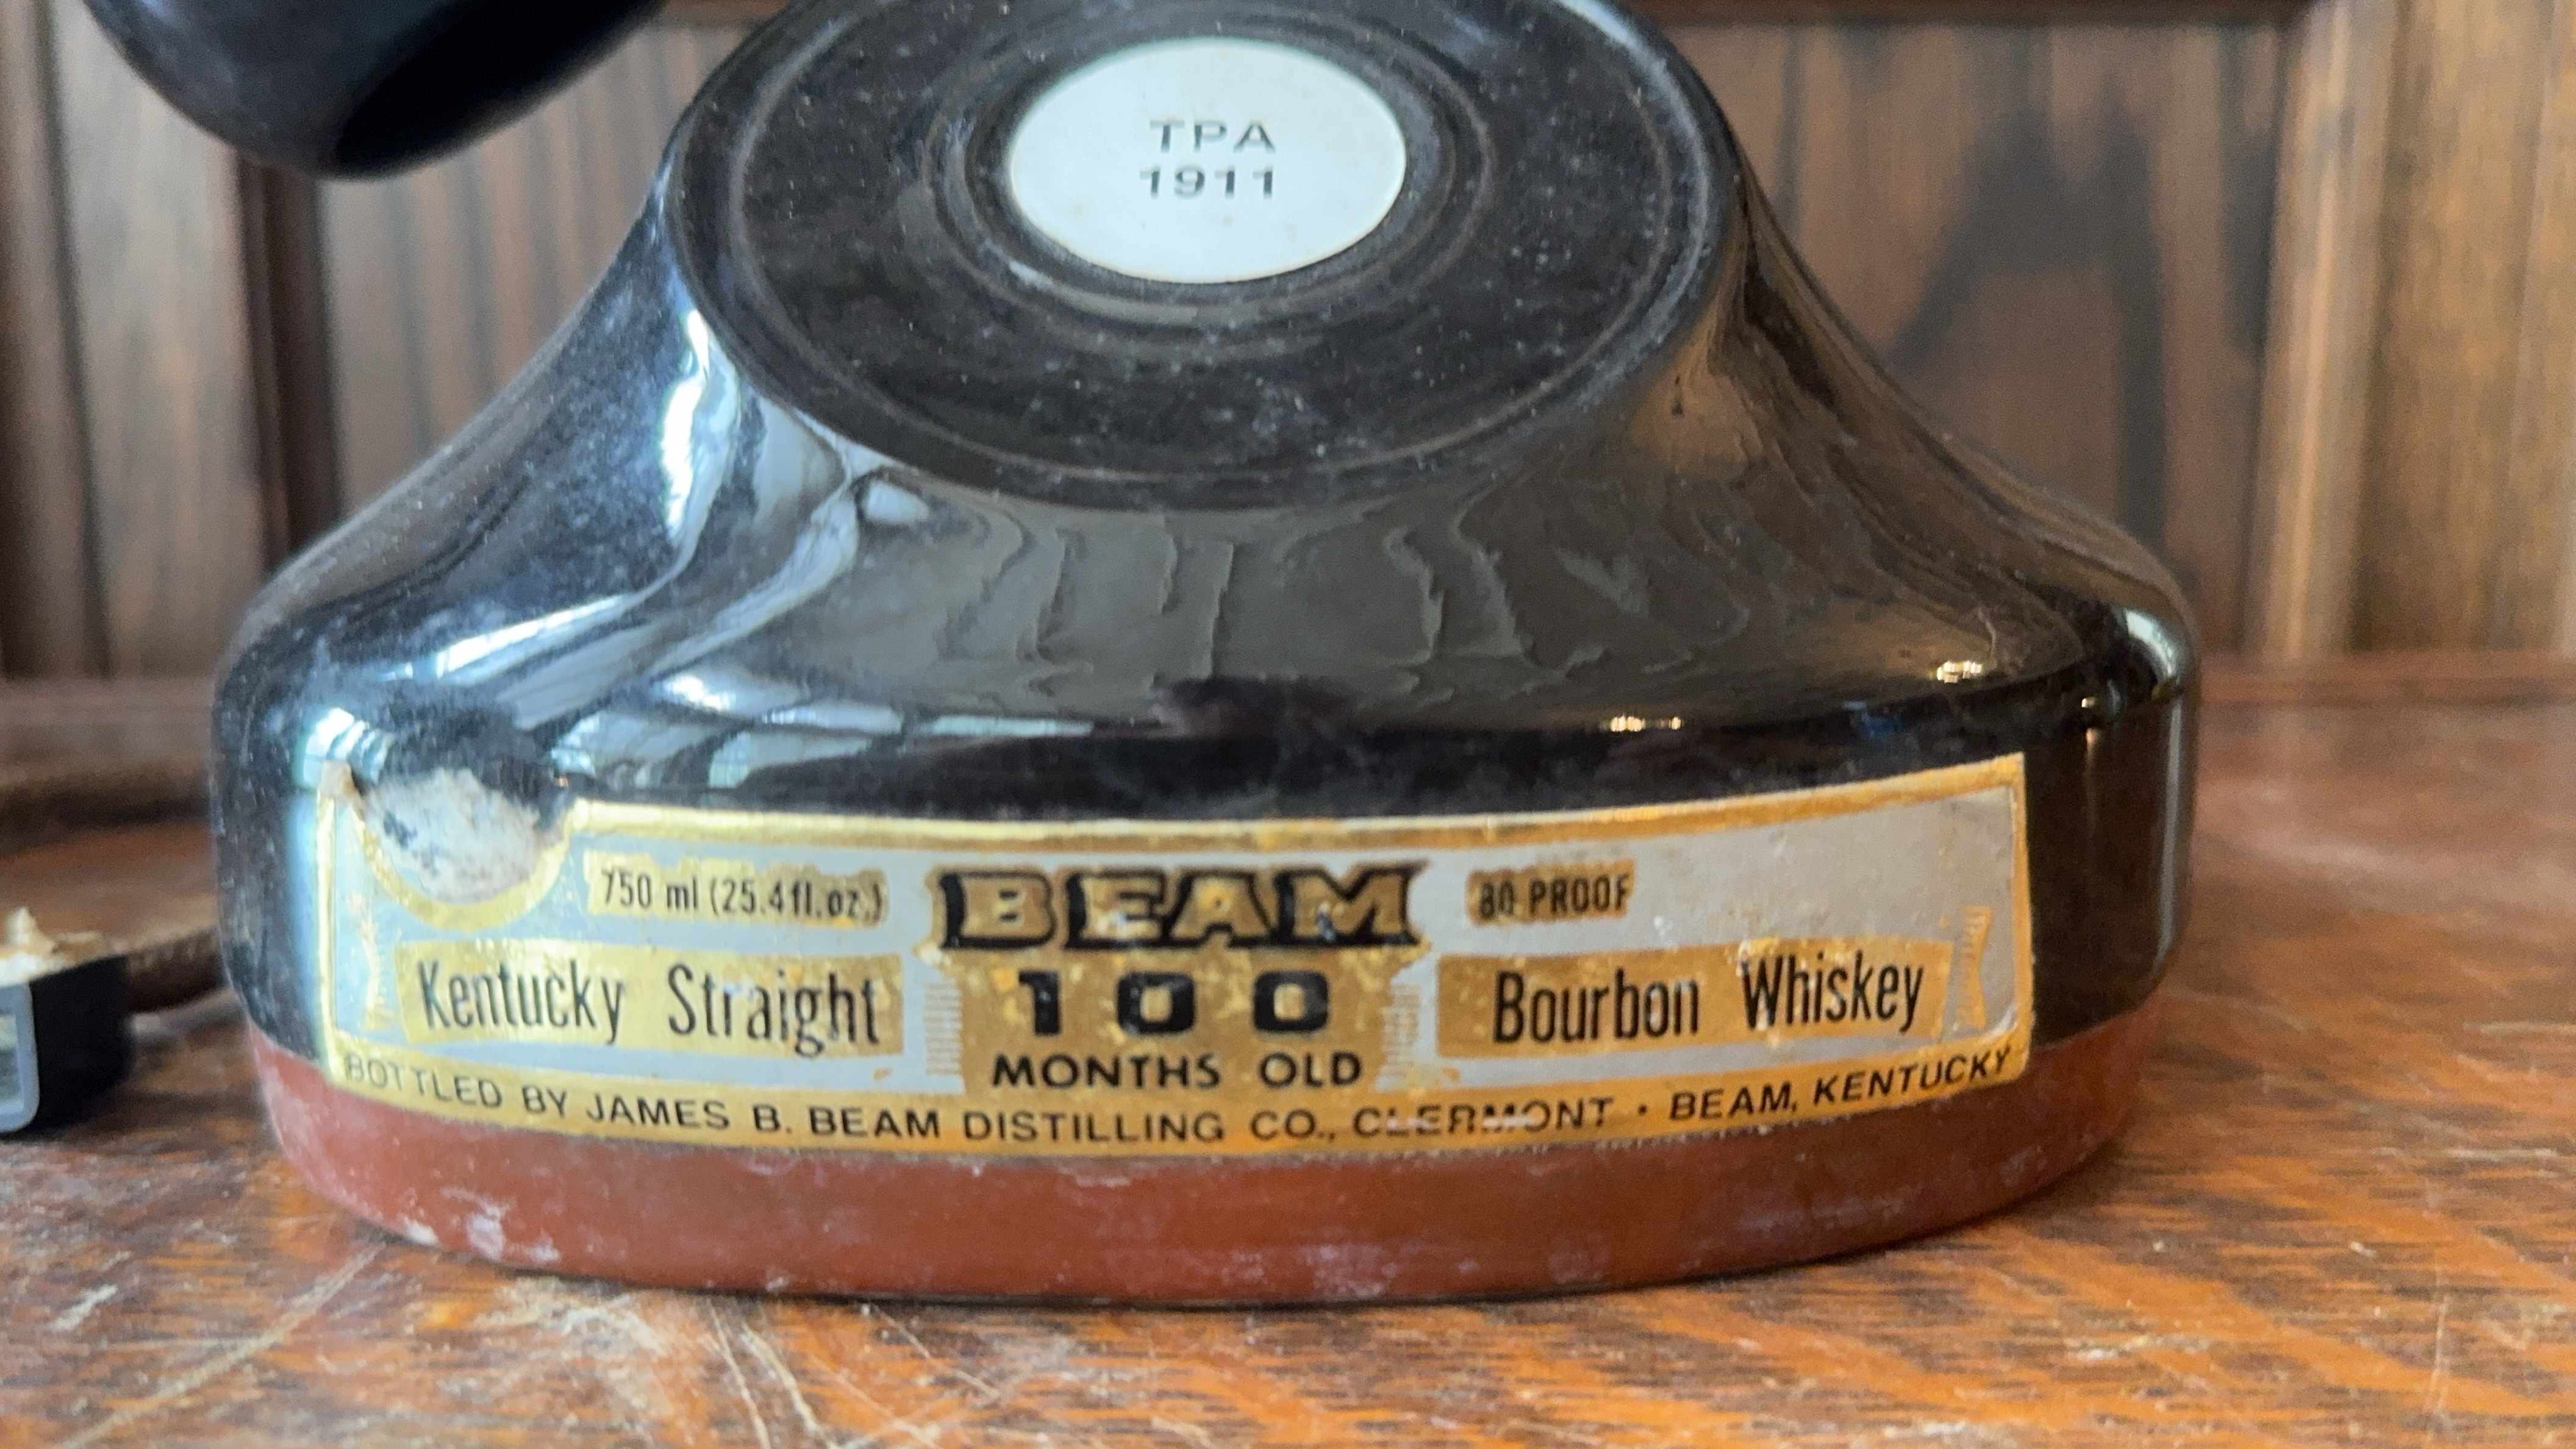 TPA
1911
750 ml (25.4 fl. oz.) BEAM 80 PROOF
Kentucky Straight 100 Bourbon Whiskey
MONTHS OLD
BOTTLED BY JAMES B. BEAM DISTILLING CO., CLERMONT • BEAM, KENTUCKY